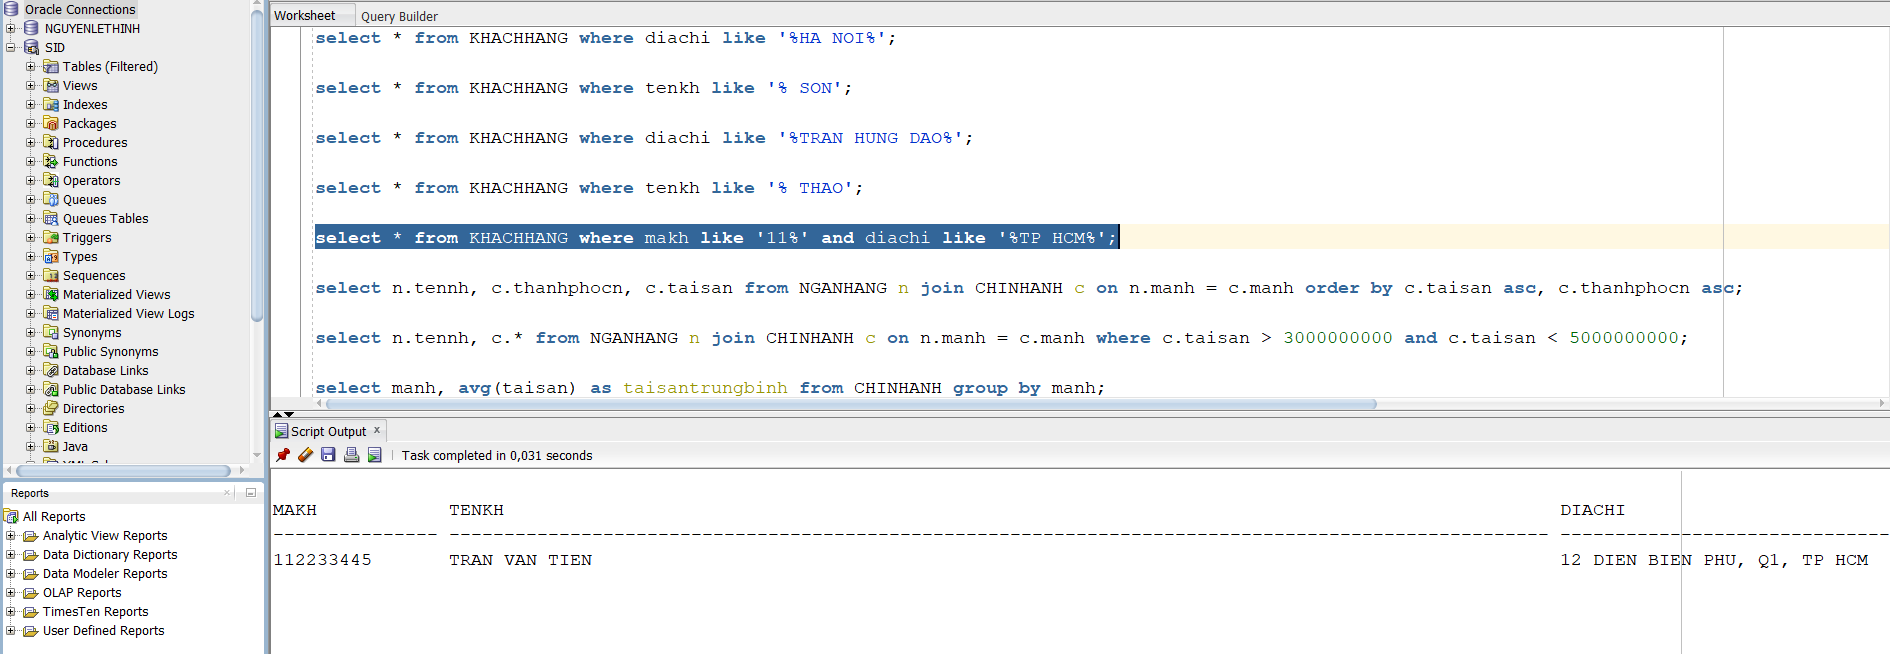 Oracle Connections
NGUYENLETHINH
SID
Tables (Filtered)
Views
Indexes
Packages
Procedures
Functions
Operators
Queues
Queues Tables
Triggers
Types
Sequences
Materialized Views
Materialized View Logs
Synonyms
Public Synonyms
Database Links
Public Database Links
Directories
Editions
Java
Reports
All Reports
Analytic View Reports
Data Dictionary Reports
Data Modeler Reports
OLAP Reports
TimesTen Reports
User Defined Reports
Worksheet Query Builder
select * from KHACHHANG where diachi like '%HA NOI%';
select * from KHACHHANG where tenkh like '% SON';
select * from KHACHHANG where diachi like '%TRAN HUNG DAO%';
select * from KHACHHANG where tenkh like '% THAO';
select * from KHACHHANG where makh like '11%' and diachi like '%TP HCM%';
select n.tennh, c.thanhphocn, c.taisan from NGANHANG n join CHINHANH c on n.manh = c.manh order by c.taisan asc, c.thanhphocn asc;
select n.tennh, c.* from NGANHANG n join CHINHANH c on n.manh = c.manh where c.taisan > 3000000000 and c.taisan < 5000000000;
select manh, avg(taisan) as taisantrungbinh from CHINHANH group by manh;
Script Output x
Task completed in 0,031 seconds
MAKH TENKH DIACHI
112233445 TRAN VAN TIEN 12 DIEN BIEN PHU, Q1, TP HCM